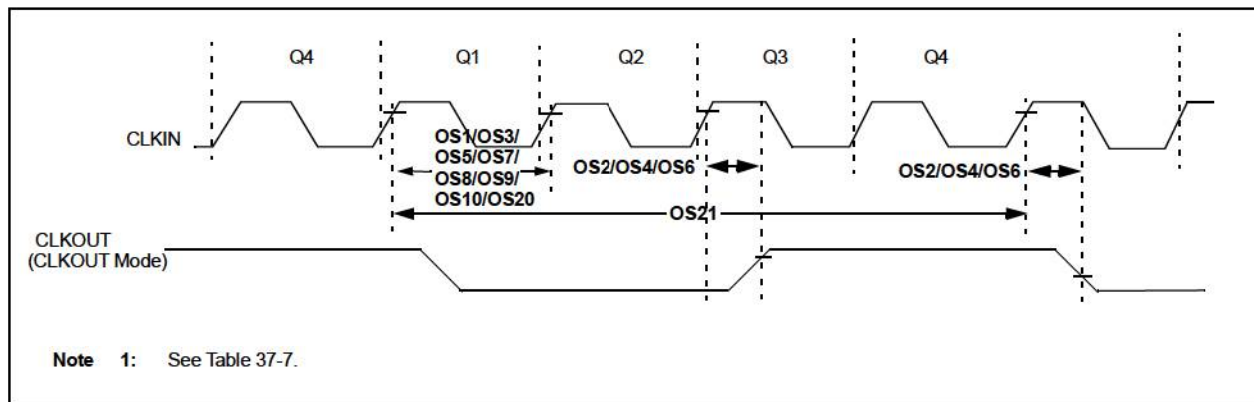 Q4 Q1 Q2 Q3 Q4
CLKIN
OS1/OS3/
OS5/OS7/
OS8/OS9/
OS10/OS20
OS2/OS4/OS6
OS2/OS4/OS6
OS21
CLKOUT
(CLKOUT Mode)
Note 1: See Table 37-7.